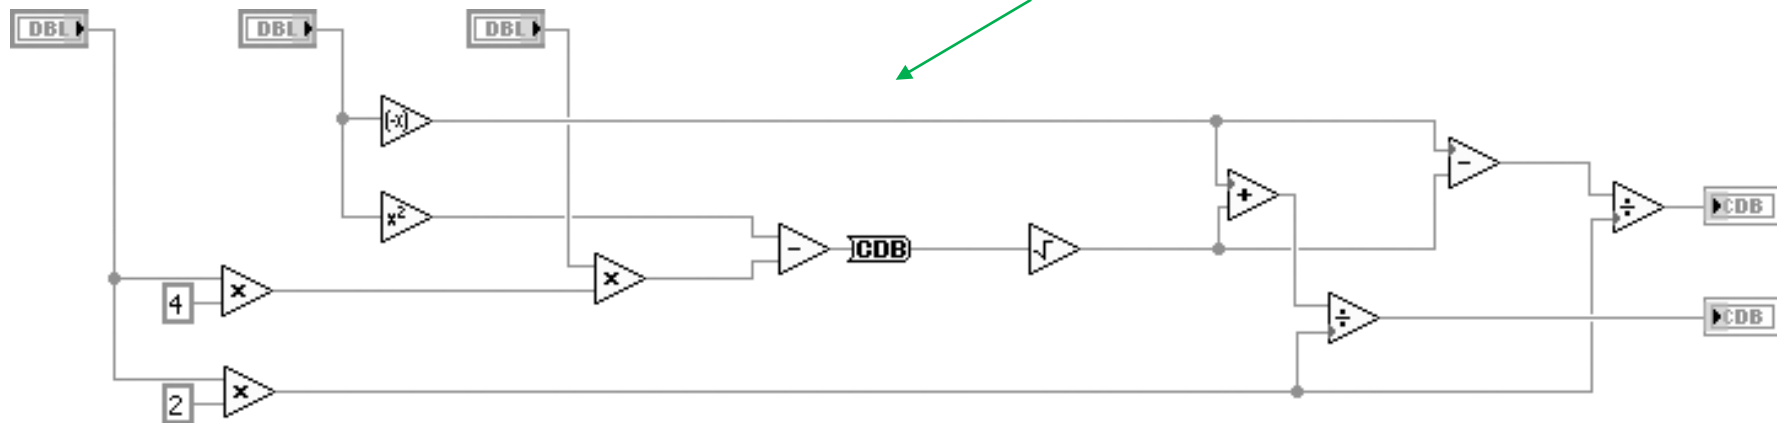 DBL DBL DBL
(-x)
-
+
÷ CDB
x²
- CDB √
×
4 ×
÷ CDB
2 ×